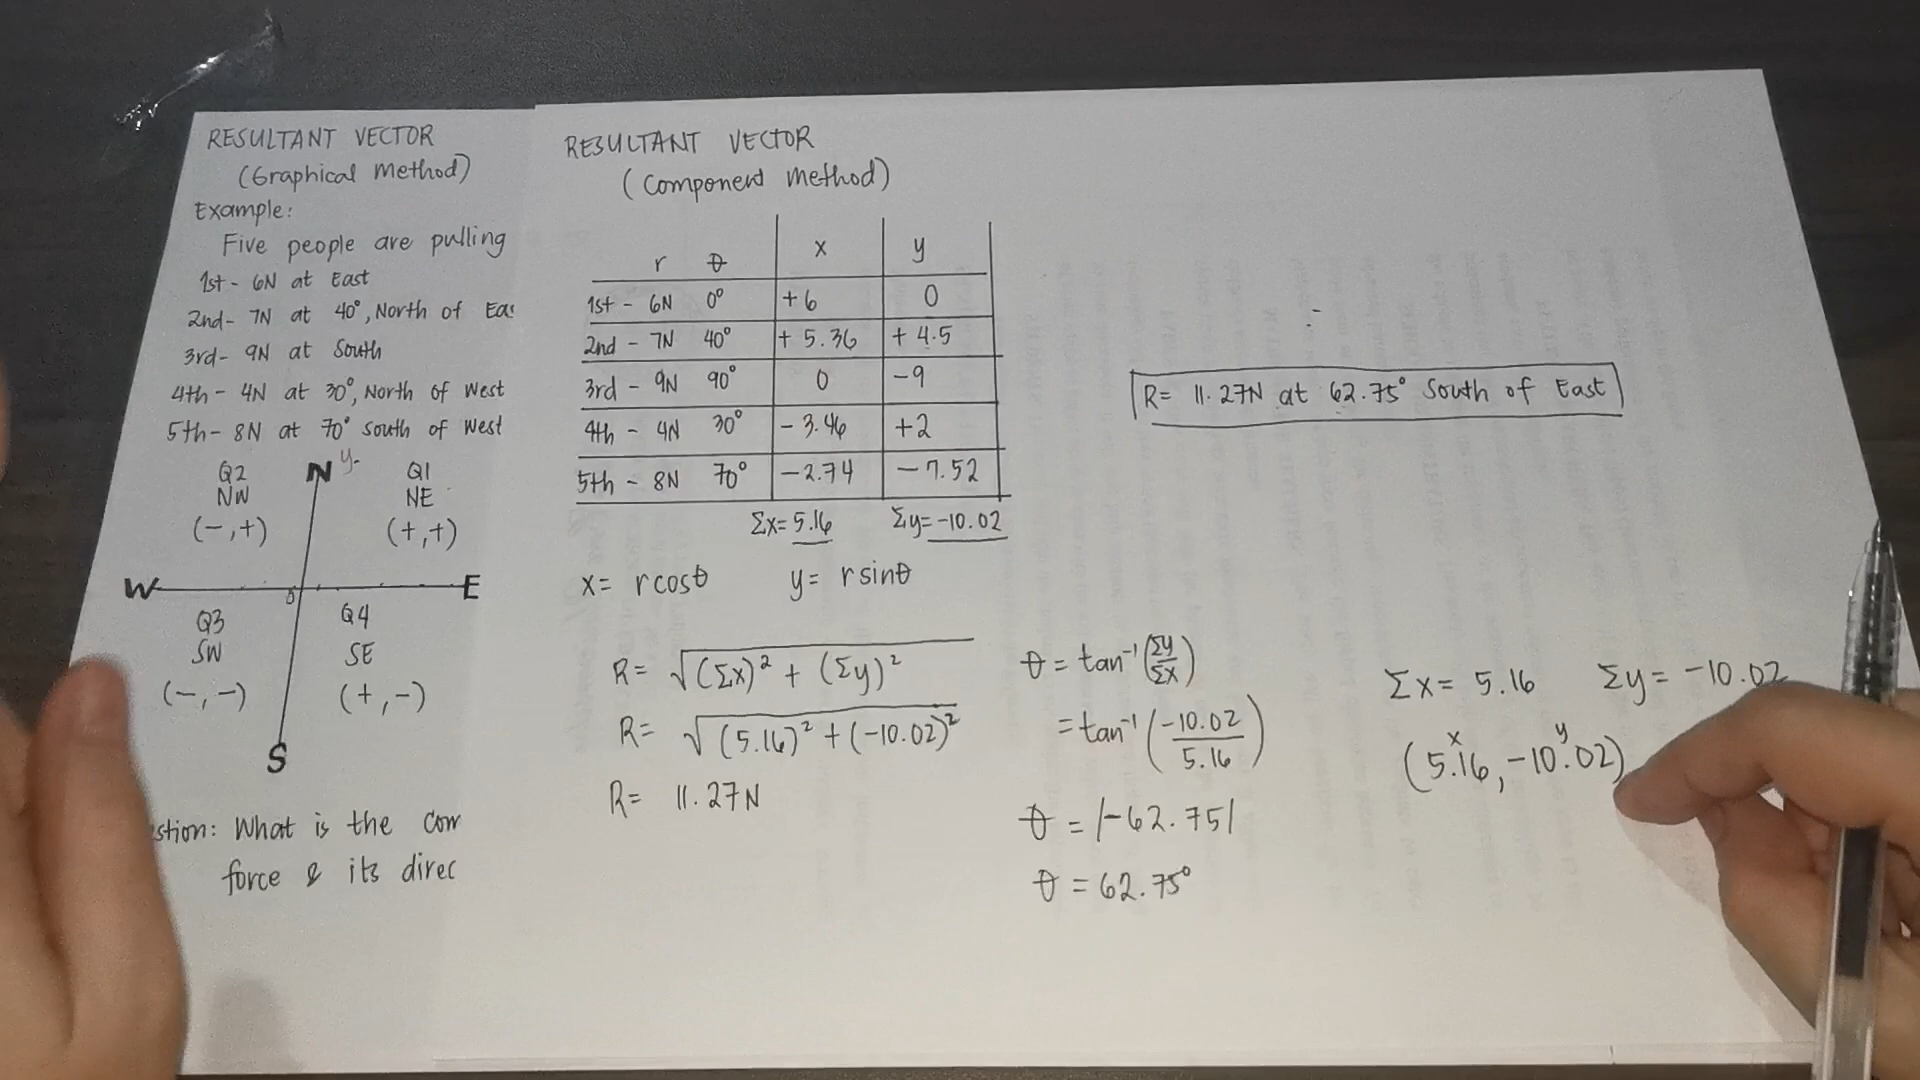 RESULTANT VECTOR
(Graphical Method)
Example:
Five people are pulling
1st - 6N at East
2nd - 7N at 40°, North of Eas
3rd - 9N at South
4th - 4N at 30°, North of West
5th - 8N at 70° South of West
N y
Q2 Q1
NW NE
(-,+) (+,+)
W E
Q3 Q4
SW SE
(-,-) (+,-)
S
stion: What is the com
force & its direc
RESULTANT VECTOR
(Component Method)
r θ x y
1st - 6N 0° +6 0
2nd - 7N 40° +5.36 +4.5
3rd - 9N 90° 0 -9
4th - 4N 30° -3.46 +2
5th - 8N 70° -2.74 -7.52
Σx= 5.16 Σy= -10.02
x= rcosθ y= rsinθ
R= √(Σx)² + (Σy)²
R= √(5.16)² + (-10.02)²
R= 11.27N
θ = tan⁻¹(Σy/Σx)
= tan⁻¹(-10.02/5.16)
θ = |-62.75|
θ = 62.75°
R= 11.27N at 62.75° South of East
Σx= 5.16 Σy= -10.02
x y
(5.16, -10.02)